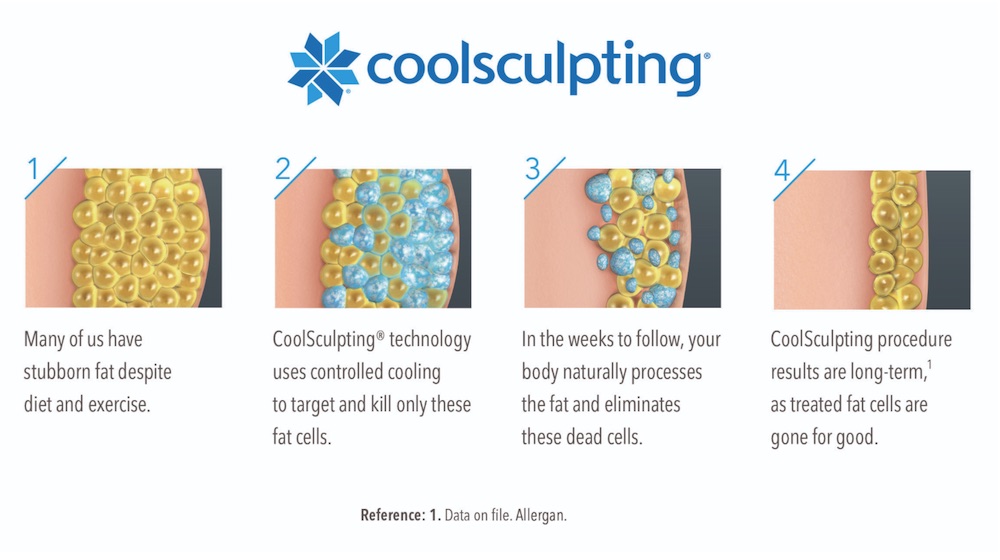 coolsculpting®
1
Many of us have
stubborn fat despite
diet and exercise.
2
CoolSculpting® technology
uses controlled cooling
to target and kill only these
fat cells.
3
In the weeks to follow, your
body naturally processes
the fat and eliminates
these dead cells.
4
CoolSculpting procedure
results are long-term,¹
as treated fat cells are
gone for good.
Reference: 1. Data on file. Allergan.